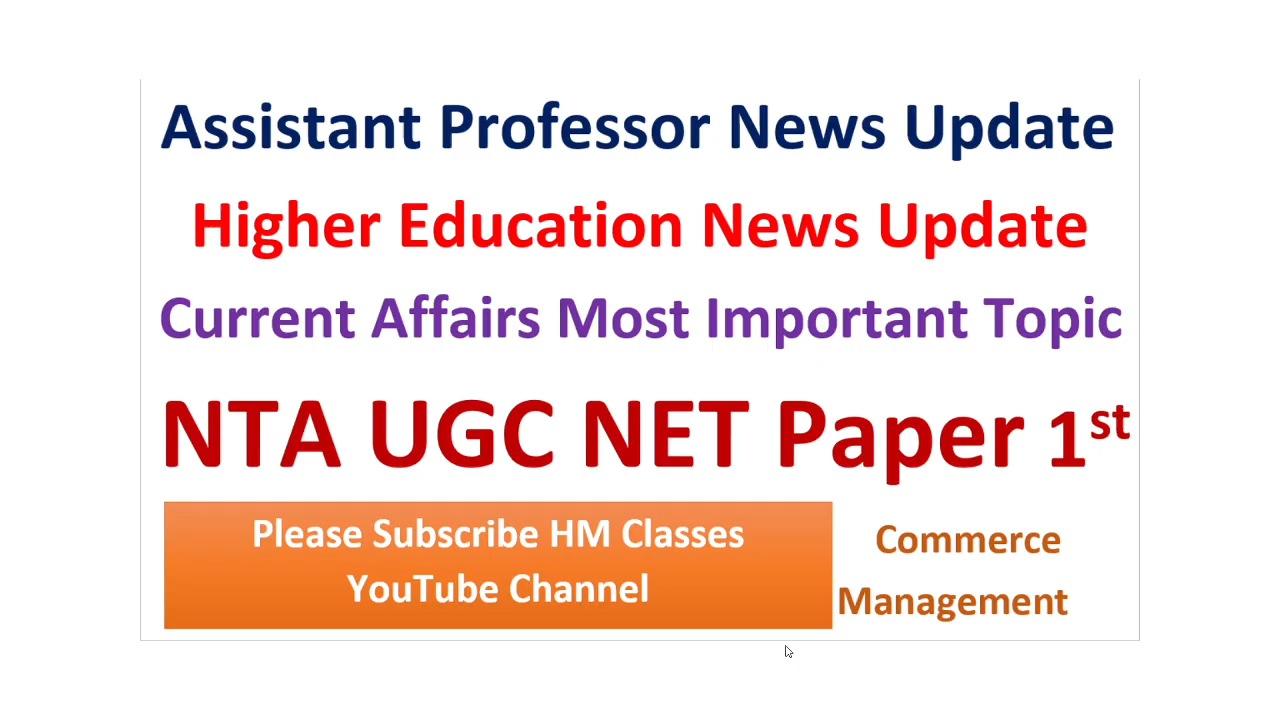 Assistant Professor News Update
Higher Education News Update
Current Affairs Most Important Topic
NTA UGC NET Paper 1st
Please Subscribe HM Classes
YouTube Channel
Commerce
Management